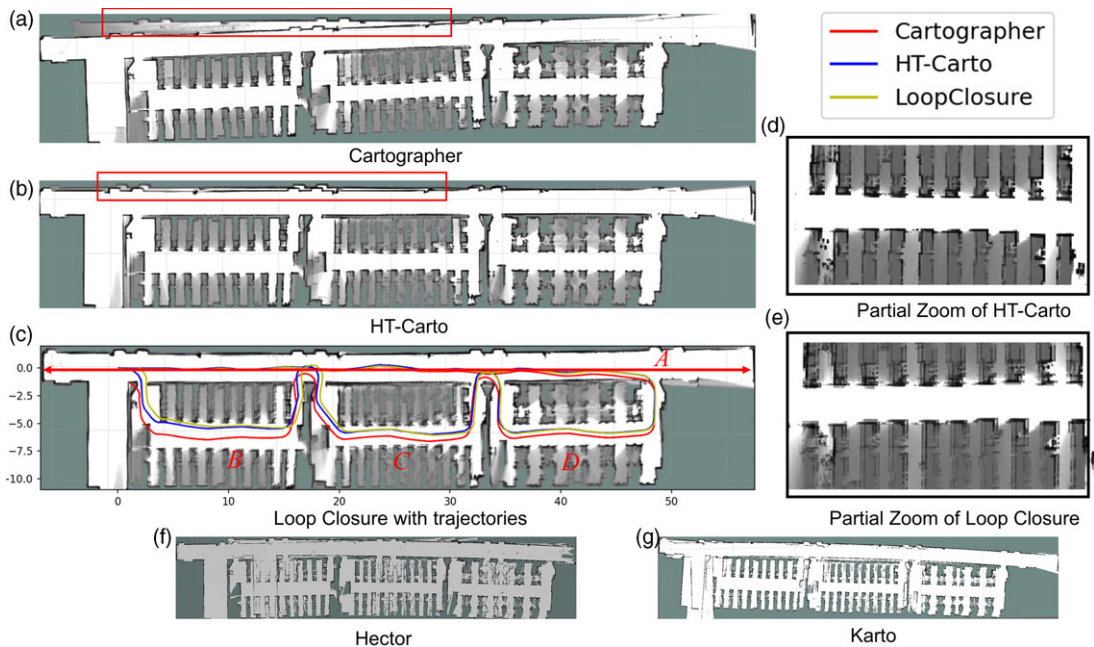 (a)
Cartographer
Cartographer
HT-Carto
LoopClosure
(b)
HT-Carto
(d)
Partial Zoom of HT-Carto
(c)
0.0
−2.5
−5.0
−7.5
−10.0
A
B
C
D
0 10 20 30 40 50
Loop Closure with trajectories
(e)
Partial Zoom of Loop Closure
(f)
Hector
(g)
Karto